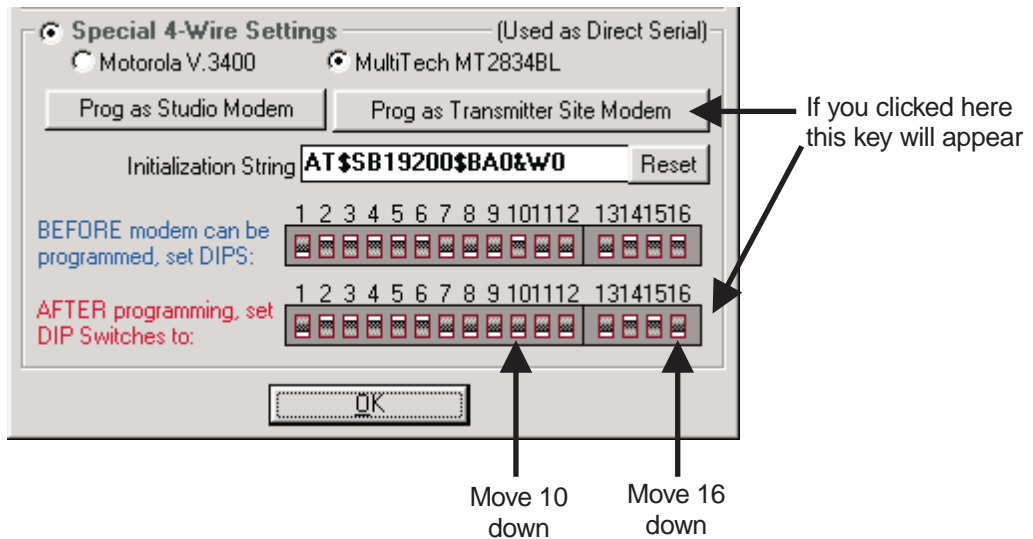 Special 4-Wire Settings (Used as Direct Serial)
Motorola V.3400 MultiTech MT2834BL
Prog as Studio Modem Prog as Transmitter Site Modem
If you clicked here
this key will appear
Initialization String AT$SB19200$BA0&W0 Reset
1 2 3 4 5 6 7 8 9 10 11 12 13 14 15 16
BEFORE modem can be
programmed, set DIPS:
1 2 3 4 5 6 7 8 9 10 11 12 13 14 15 16
AFTER programming, set
DIP Switches to:
OK
Move 10
down
Move 16
down